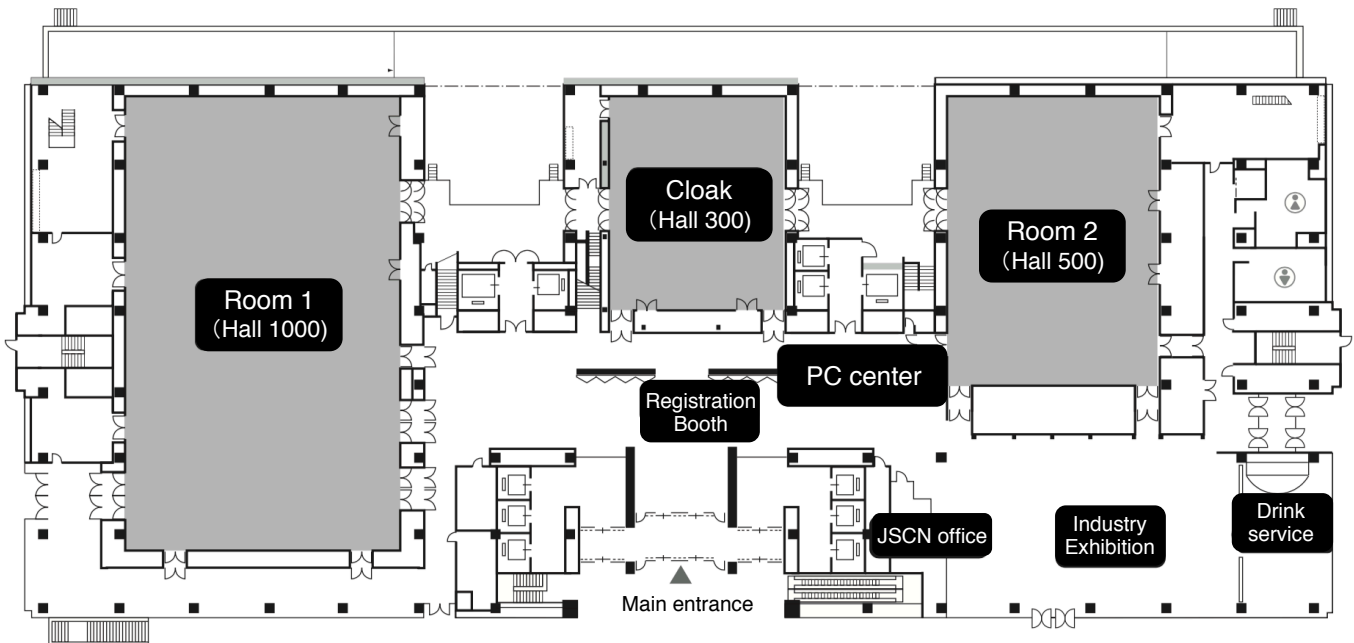 Cloak
（Hall 300)
Room 2
（Hall 500)
Room 1
（Hall 1000)
PC center
Registration
Booth
JSCN office
Industry
Exhibition
Drink
service
Main entrance